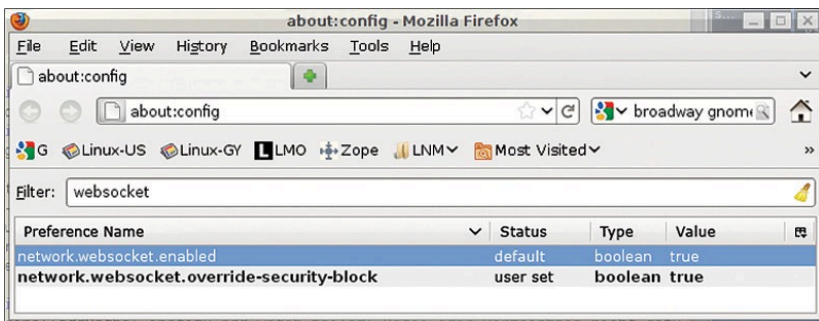 about:config - Mozilla Firefox
File Edit View History Bookmarks Tools Help
about:config
about:config broadway gnome
G Linux-US Linux-GY L LMO Zope LNM Most Visited »
Filter: websocket
Preference Name Status Type Value
network.websocket.enabled default boolean true
network.websocket.override-security-block user set boolean true